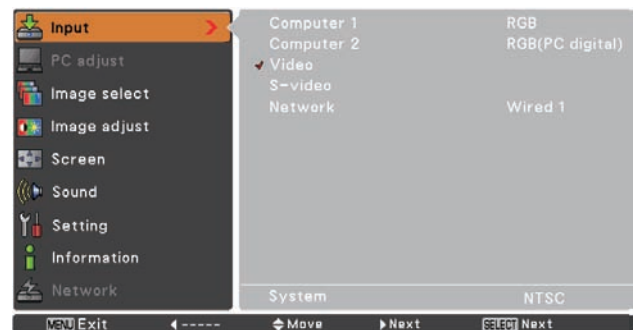 Input
PC adjust
Image select
Image adjust
Screen
Sound
Setting
Information
Network
Computer 1 RGB
Computer 2 RGB(PC digital)
Video
S-video
Network Wired 1
System NTSC
MENU Exit ----- Move Next SELECT Next